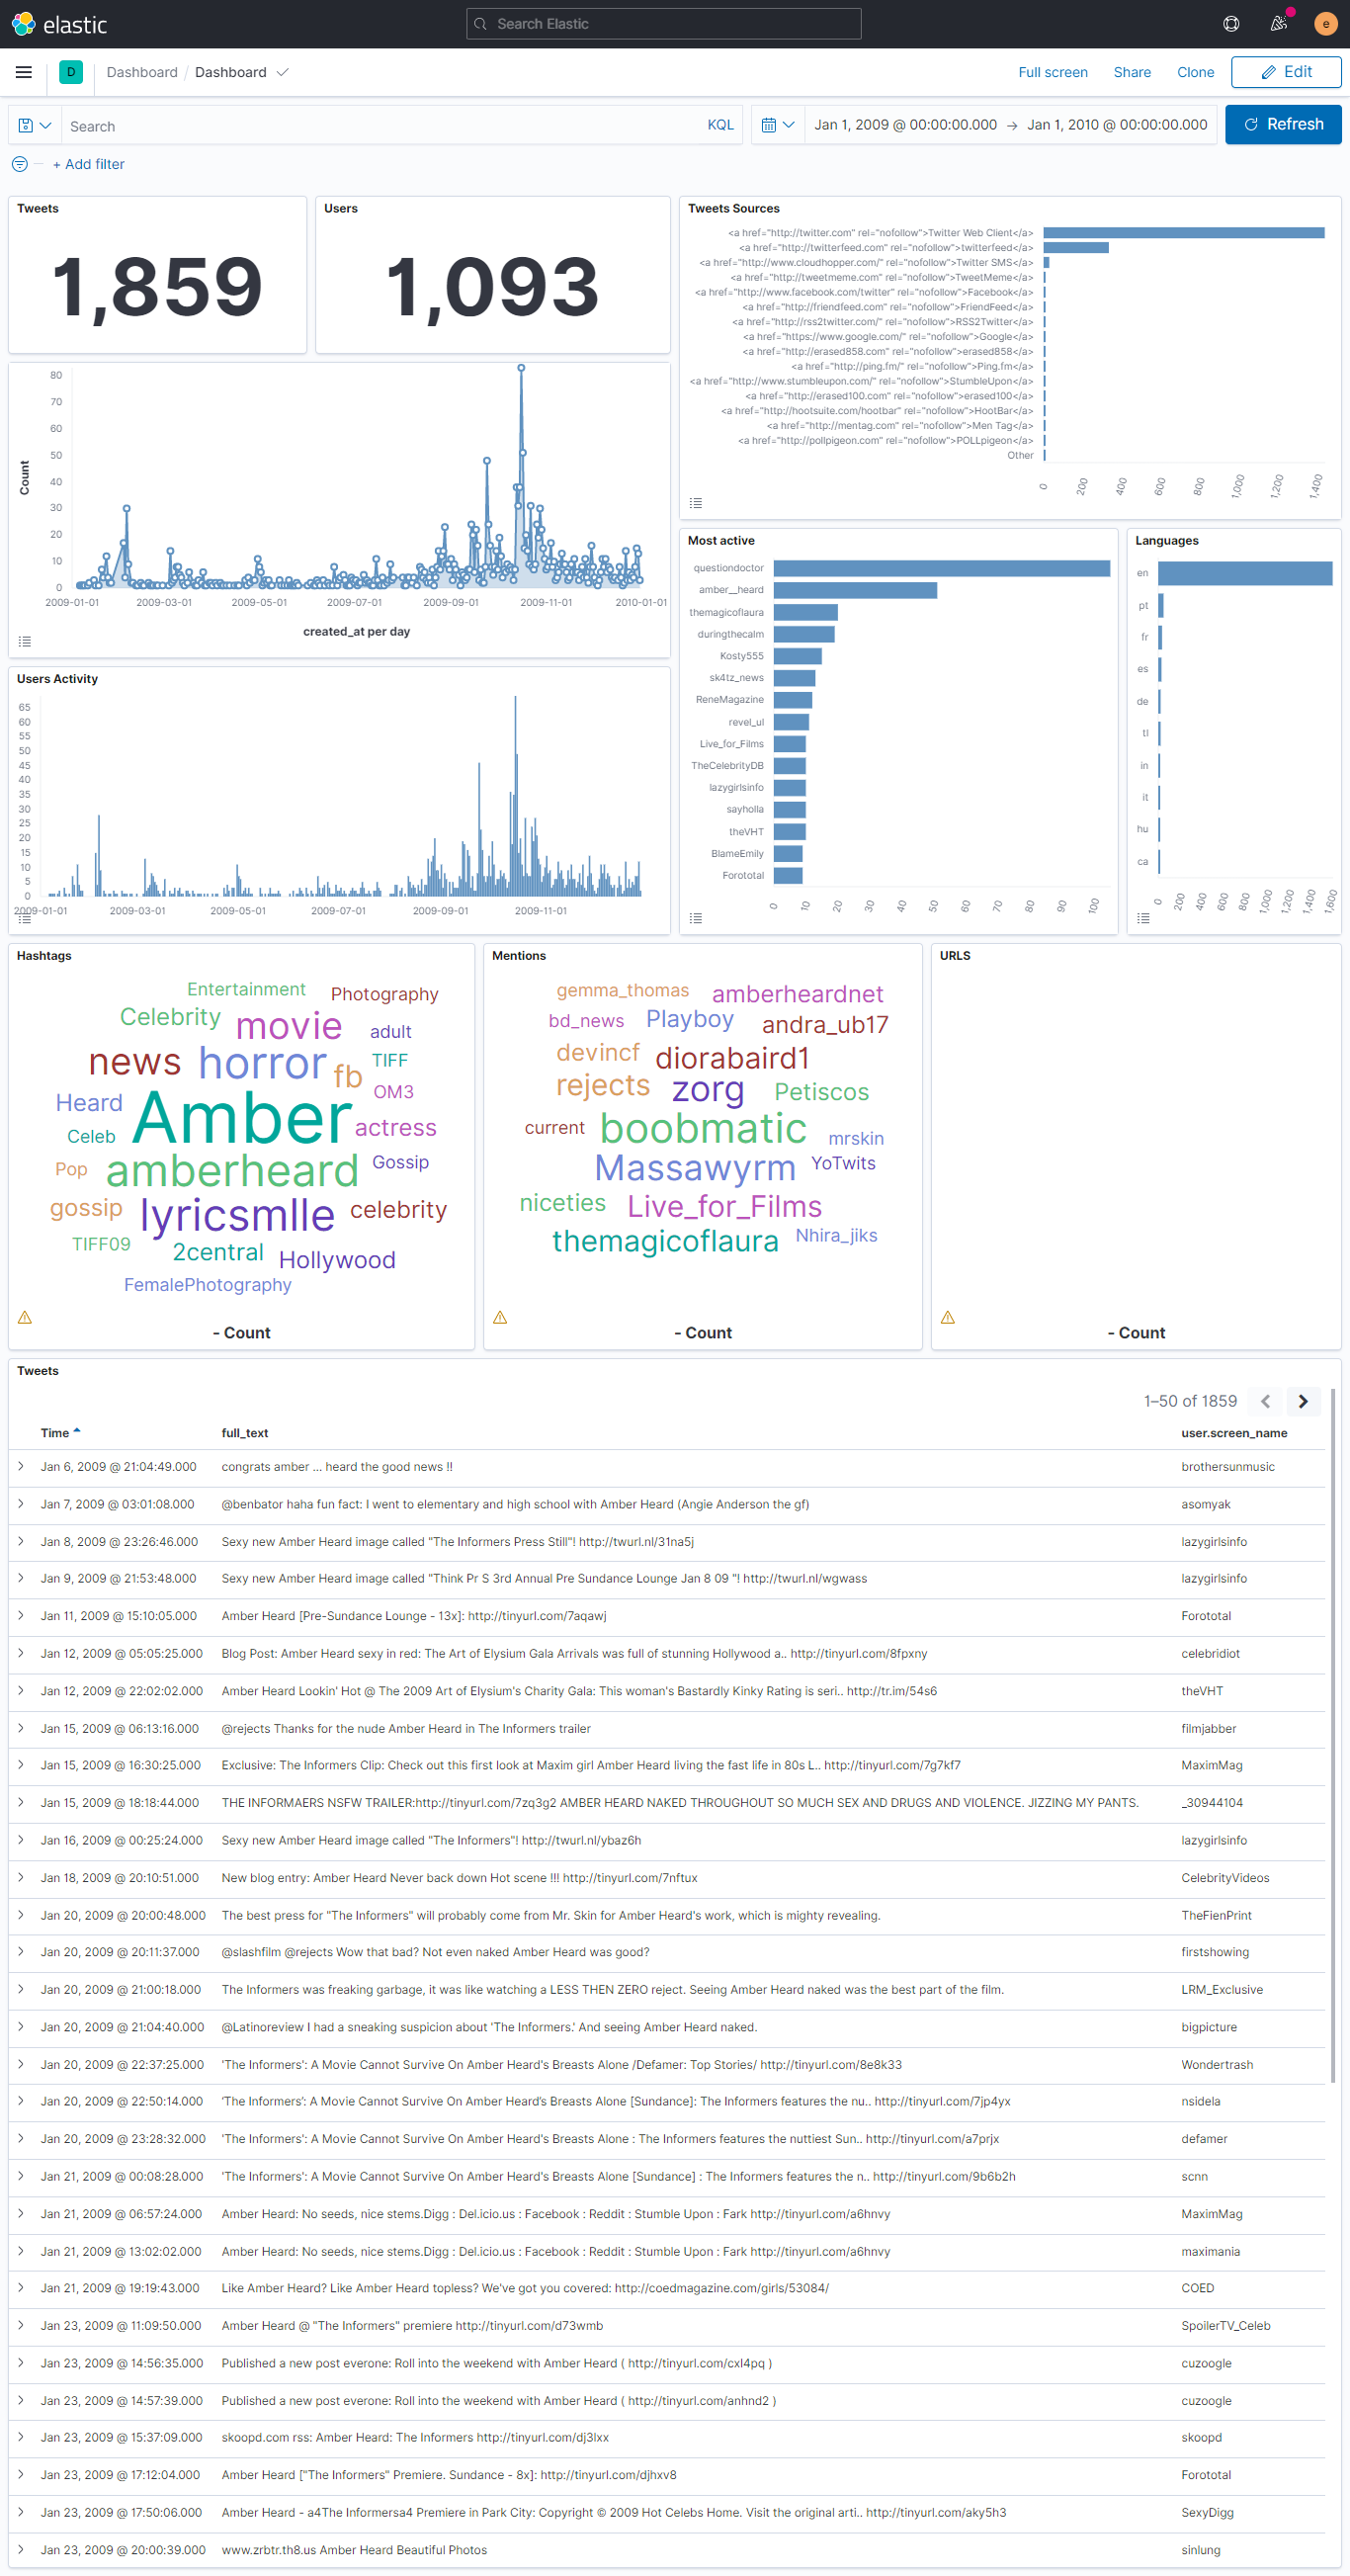 elastic
Search Elastic
e
D
Dashboard / Dashboard
Full screen
Share
Clone
Edit
Search
KQL
Jan 1, 2009 @ 00:00:00.000 → Jan 1, 2010 @ 00:00:00.000
Refresh
+ Add filter
Tweets
1,859
Users
1,093
Tweets Sources
<a href="http://twitter.com" rel="nofollow">Twitter Web Client</a>
<a href="http://twitterfeed.com" rel="nofollow">twitterfeed</a>
<a href="http://www.cloudhopper.com/" rel="nofollow">Twitter SMS</a>
<a href="http://tweetmeme.com" rel="nofollow">TweetMeme</a>
<a href="http://www.facebook.com/twitter" rel="nofollow">Facebook</a>
<a href="http://friendfeed.com" rel="nofollow">FriendFeed</a>
<a href="http://rss2twitter.com/" rel="nofollow">RSS2Twitter</a>
<a href="https://www.google.com/" rel="nofollow">Google</a>
<a href="http://erased858.com" rel="nofollow">erased858</a>
<a href="http://ping.fm/" rel="nofollow">Ping.fm</a>
<a href="http://www.stumbleupon.com/" rel="nofollow">StumbleUpon</a>
<a href="http://erased100.com" rel="nofollow">erased100</a>
<a href="http://hootsuite.com/hootbar" rel="nofollow">HootBar</a>
<a href="http://mentag.com" rel="nofollow">Men Tag</a>
<a href="http://pollpigeon.com" rel="nofollow">POLLpigeon</a>
Other
0 200 400 600 800 1,000 1,200 1,400
Count
80
70
60
50
40
30
20
10
0
2009-01-01 2009-03-01 2009-05-01 2009-07-01 2009-09-01 2009-11-01 2010-01-01
created_at per day
Users Activity
65
60
55
50
45
40
35
30
25
20
15
10
5
0
2009-01-01 2009-03-01 2009-05-01 2009-07-01 2009-09-01 2009-11-01
Most active
questiondoctor
amber__heard
themagicoflaura
duringthecalm
Kosty555
sk4tz_news
ReneMagazine
revel_ul
Live_for_Films
TheCelebrityDB
lazygirlsinfo
sayholla
theVHT
BlameEmily
Forototal
0 10 20 30 40 50 60 70 80 90 100
Languages
en
pt
fr
es
de
tl
in
it
hu
ca
0 200 400 600 800 1,000 1,200 1,400 1,600
Hashtags
Entertainment Photography
Celebrity movie adult
news horror fb TIFF
Heard Amber OM3
Celeb actress
Pop amberheard Gossip
gossip lyricsmlle celebrity
TIFF09 2central Hollywood
FemalePhotography
- Count
Mentions
gemma_thomas amberheardnet
bd_news Playboy andra_ub17
devincf diorabaird1
rejects zorg Petiscos
current boobmatic mrskin
Massawyrm YoTwits
niceties Live_for_Films
themagicoflaura Nhira_jiks
- Count
URLS
- Count
Tweets
1–50 of 1859
Time full_text user.screen_name
Jan 6, 2009 @ 21:04:49.000 congrats amber ... heard the good news !! brothersunmusic
Jan 7, 2009 @ 03:01:08.000 @benbator haha fun fact: I went to elementary and high school with Amber Heard (Angie Anderson the gf) asomyak
Jan 8, 2009 @ 23:26:46.000 Sexy new Amber Heard image called "The Informers Press Still"! http://twurl.nl/31na5j lazygirlsinfo
Jan 9, 2009 @ 21:53:48.000 Sexy new Amber Heard image called "Think Pr S 3rd Annual Pre Sundance Lounge Jan 8 09 "! http://twurl.nl/wgwass lazygirlsinfo
Jan 11, 2009 @ 15:10:05.000 Amber Heard [Pre-Sundance Lounge - 13x]: http://tinyurl.com/7aqawj Forototal
Jan 12, 2009 @ 05:05:25.000 Blog Post: Amber Heard sexy in red: The Art of Elysium Gala Arrivals was full of stunning Hollywood a.. http://tinyurl.com/8fpxny celebridiot
Jan 12, 2009 @ 22:02:02.000 Amber Heard Lookin' Hot @ The 2009 Art of Elysium's Charity Gala: This woman's Bastardly Kinky Rating is seri.. http://tr.im/54s6 theVHT
Jan 15, 2009 @ 06:13:16.000 @rejects Thanks for the nude Amber Heard in The Informers trailer filmjabber
Jan 15, 2009 @ 16:30:25.000 Exclusive: The Informers Clip: Check out this first look at Maxim girl Amber Heard living the fast life in 80s L.. http://tinyurl.com/7g7kf7 MaximMag
Jan 15, 2009 @ 18:18:44.000 THE INFORMAERS NSFW TRAILER:http://tinyurl.com/7zq3g2 AMBER HEARD NAKED THROUGHOUT SO MUCH SEX AND DRUGS AND VIOLENCE. JIZZING MY PANTS. _30944104
Jan 16, 2009 @ 00:25:24.000 Sexy new Amber Heard image called "The Informers"! http://twurl.nl/ybaz6h lazygirlsinfo
Jan 18, 2009 @ 20:10:51.000 New blog entry: Amber Heard Never back down Hot scene !!! http://tinyurl.com/7nftux CelebrityVideos
Jan 20, 2009 @ 20:00:48.000 The best press for "The Informers" will probably come from Mr. Skin for Amber Heard's work, which is mighty revealing. TheFienPrint
Jan 20, 2009 @ 20:11:37.000 @slashfilm @rejects Wow that bad? Not even naked Amber Heard was good? firstshowing
Jan 20, 2009 @ 21:00:18.000 The Informers was freaking garbage, it was like watching a LESS THEN ZERO reject. Seeing Amber Heard naked was the best part of the film. LRM_Exclusive
Jan 20, 2009 @ 21:04:40.000 @Latinoreview I had a sneaking suspicion about 'The Informers.' And seeing Amber Heard naked. bigpicture
Jan 20, 2009 @ 22:37:25.000 'The Informers': A Movie Cannot Survive On Amber Heard's Breasts Alone /Defamer: Top Stories/ http://tinyurl.com/8e8k33 Wondertrash
Jan 20, 2009 @ 22:50:14.000 'The Informers': A Movie Cannot Survive On Amber Heard's Breasts Alone [Sundance]: The Informers features the nu.. http://tinyurl.com/7jp4yx nsidela
Jan 20, 2009 @ 23:28:32.000 'The Informers': A Movie Cannot Survive On Amber Heard's Breasts Alone : The Informers features the nuttiest Sun.. http://tinyurl.com/a7prjx defamer
Jan 21, 2009 @ 00:08:28.000 'The Informers': A Movie Cannot Survive On Amber Heard's Breasts Alone [Sundance] : The Informers features the n.. http://tinyurl.com/9b6b2h scnn
Jan 21, 2009 @ 06:57:24.000 Amber Heard: No seeds, nice stems.Digg : Del.icio.us : Facebook : Reddit : Stumble Upon : Fark http://tinyurl.com/a6hnvy MaximMag
Jan 21, 2009 @ 13:02:02.000 Amber Heard: No seeds, nice stems.Digg : Del.icio.us : Facebook : Reddit : Stumble Upon : Fark http://tinyurl.com/a6hnvy maximania
Jan 21, 2009 @ 19:19:43.000 Like Amber Heard? Like Amber Heard topless? We've got you covered: http://coedmagazine.com/girls/53084/ COED
Jan 23, 2009 @ 11:09:50.000 Amber Heard @ "The Informers" premiere http://tinyurl.com/d73wmb SpoilerTV_Celeb
Jan 23, 2009 @ 14:56:35.000 Published a new post everone: Roll into the weekend with Amber Heard ( http://tinyurl.com/cxl4pq ) cuzoogle
Jan 23, 2009 @ 14:57:39.000 Published a new post everone: Roll into the weekend with Amber Heard ( http://tinyurl.com/anhnd2 ) cuzoogle
Jan 23, 2009 @ 15:37:09.000 skoopd.com rss: Amber Heard: The Informers http://tinyurl.com/dj3lxx skoopd
Jan 23, 2009 @ 17:12:04.000 Amber Heard ["The Informers" Premiere. Sundance - 8x]: http://tinyurl.com/djhxv8 Forototal
Jan 23, 2009 @ 17:50:06.000 Amber Heard - a4The Informersa4 Premiere in Park City: Copyright © 2009 Hot Celebs Home. Visit the original arti.. http://tinyurl.com/aky5h3 SexyDigg
Jan 23, 2009 @ 20:00:39.000 www.zrbtr.th8.us Amber Heard Beautiful Photos sinlung